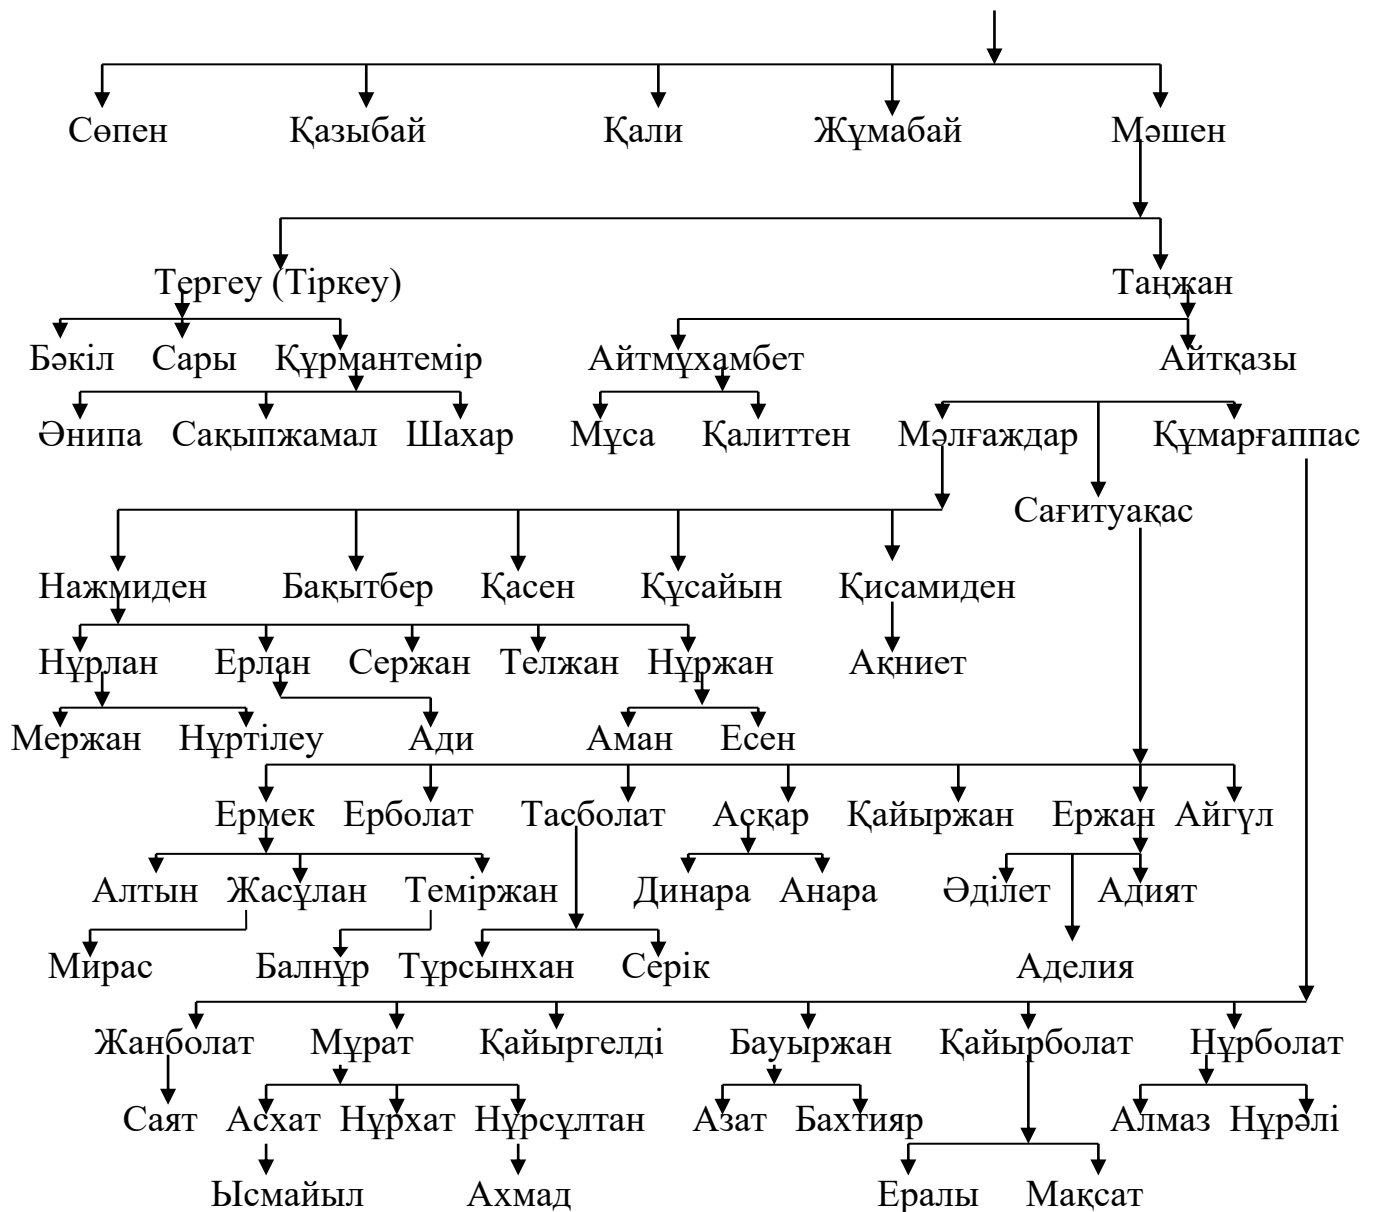 Сөпен Қазыбай Қали Жұмабай Мәшен
Тергеу (Тіркеу) Таңжан
Бәкіл Сары Құрмантемір Айтмұхамбет Айтқазы
Әнипа Сақыпжамал Шахар Мұса Қалиттен Мәлғаждар Құмарғаппас
Сағитуақас
Нажмиден Бақытбер Қасен Құсайын Қисамиден
Нұрлан Ерлан Сержан Телжан Нұржан Ақниет
Мержан Нұртілеу Ади Аман Есен
Ермек Ерболат Тасболат Асқар Қайыржан Ержан Айгүл
Алтын Жасұлан Теміржан Динара Анара Әділет Адият
Мирас Балнұр Тұрсынхан Серік Аделия
Жанболат Мұрат Қайыргелді Бауыржан Қайырболат Нұрболат
Саят Асхат Нұрхат Нұрсұлтан Азат Бахтияр Алмаз Нұрәлі
Ысмайыл Ахмад Ералы Мақсат